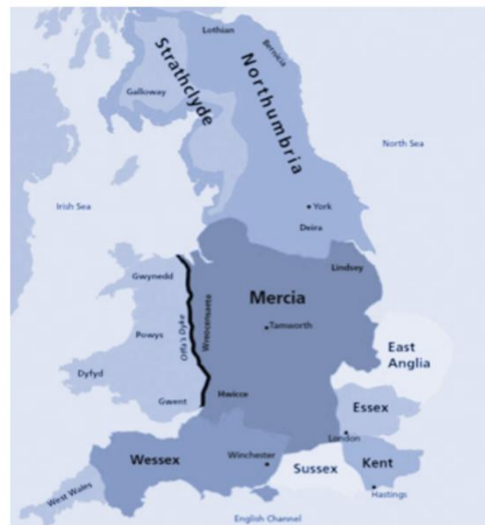 Lothian
Bernicia
Strathclyde
Northumbria
Galloway
North Sea
Irish Sea
York
Deira
Lindsey
Gwynedd
Mercia
Offa's Dyke
Wreocensaete
Tamworth
Powys
East
Anglia
Dyfyd
Hwicce
Gwent
Essex
London
Wessex
Winchester
Sussex
Kent
West Wales
Hastings
English Channel